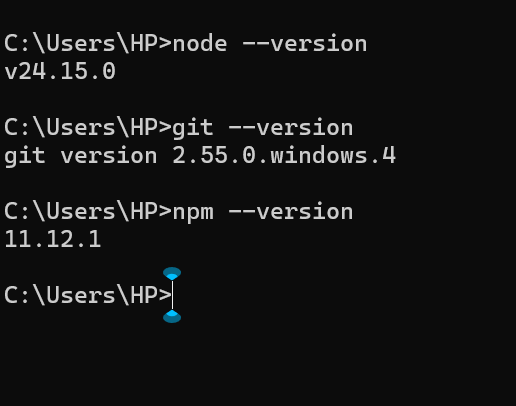 C:\Users\HP>node --version
v24.15.0
C:\Users\HP>git --version
git version 2.55.0.windows.4
C:\Users\HP>npm --version
11.12.1
C:\Users\HP>